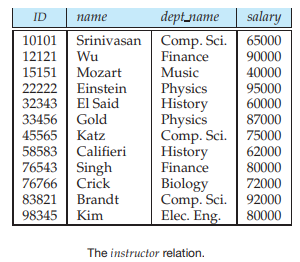 ID name dept_name salary
10101 Srinivasan Comp. Sci. 65000
12121 Wu Finance 90000
15151 Mozart Music 40000
22222 Einstein Physics 95000
32343 El Said History 60000
33456 Gold Physics 87000
45565 Katz Comp. Sci. 75000
58583 Califieri History 62000
76543 Singh Finance 80000
76766 Crick Biology 72000
83821 Brandt Comp. Sci. 92000
98345 Kim Elec. Eng. 80000
The instructor relation.